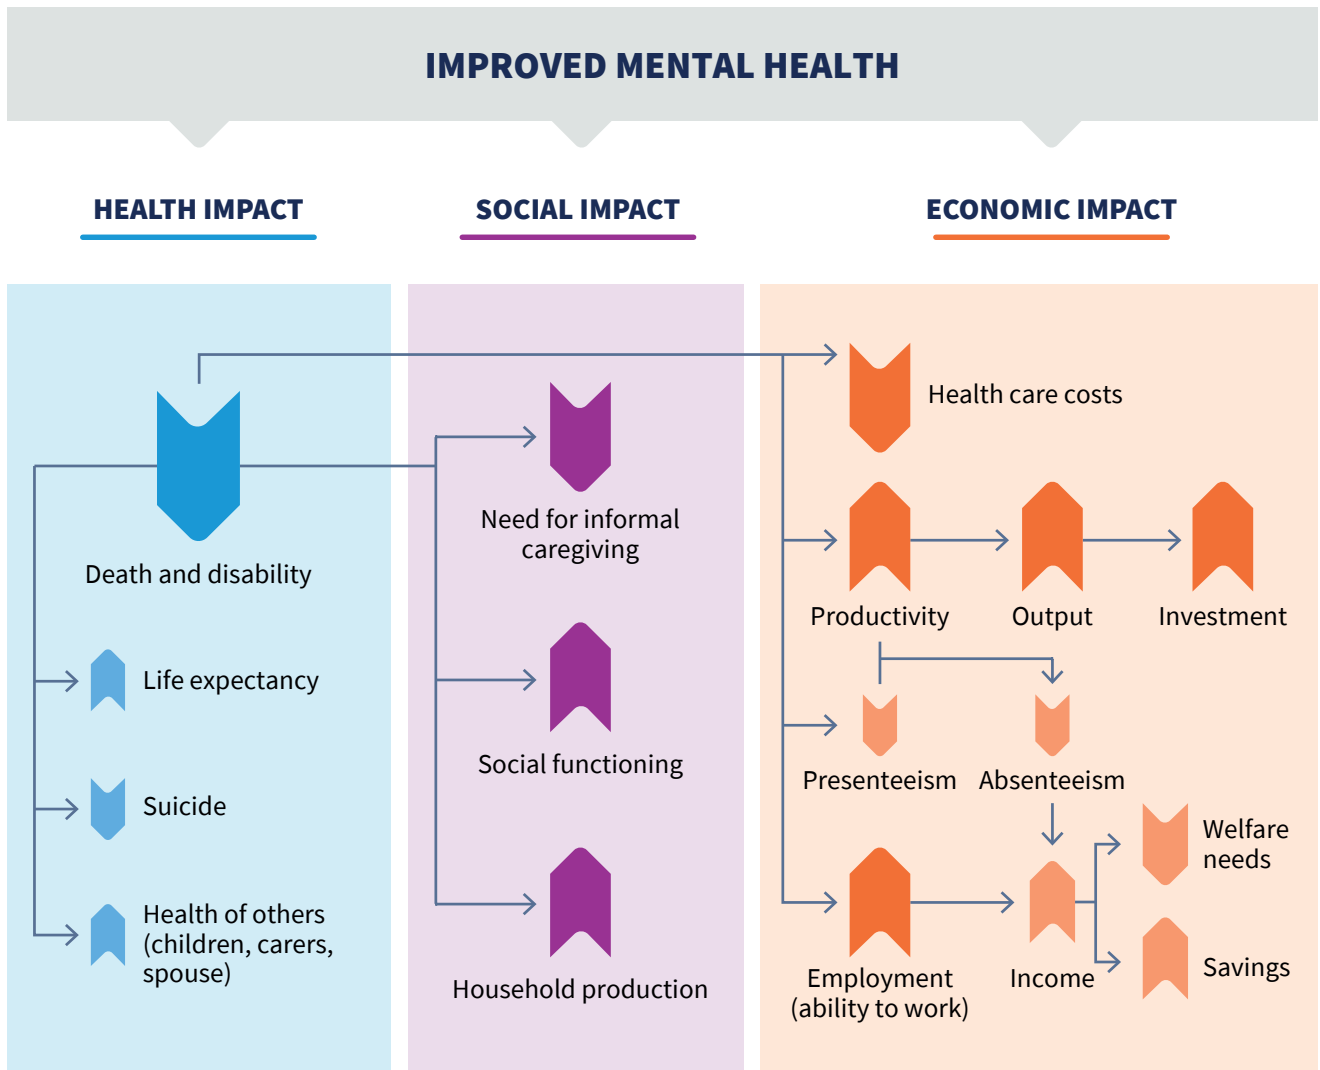 IMPROVED MENTAL HEALTH
HEALTH IMPACT
Death and disability
Life expectancy
Suicide
Health of others
(children, carers,
spouse)
SOCIAL IMPACT
Need for informal
caregiving
Social functioning
Household production
ECONOMIC IMPACT
Health care costs
Productivity
Output
Investment
Presenteeism
Absenteeism
Welfare
needs
Employment
(ability to work)
Income
Savings